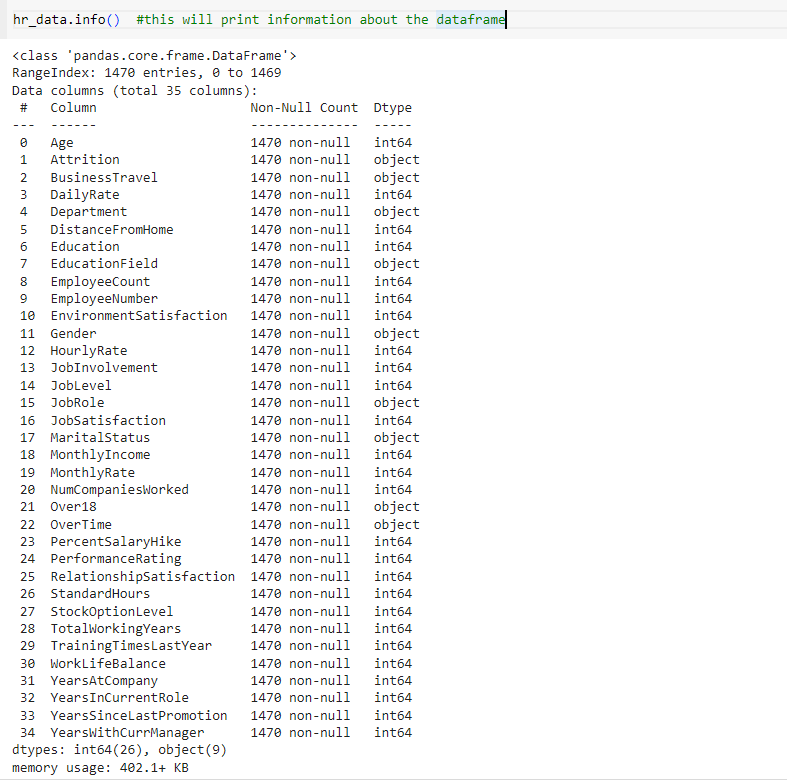 hr_data.info()  #this will print information about the dataframe
<class 'pandas.core.frame.DataFrame'>
RangeIndex: 1470 entries, 0 to 1469
Data columns (total 35 columns):
 #   Column                    Non-Null Count  Dtype
---  ------                    --------------  -----
 0   Age                       1470 non-null   int64
 1   Attrition                 1470 non-null   object
 2   BusinessTravel            1470 non-null   object
 3   DailyRate                 1470 non-null   int64
 4   Department                1470 non-null   object
 5   DistanceFromHome          1470 non-null   int64
 6   Education                 1470 non-null   int64
 7   EducationField            1470 non-null   object
 8   EmployeeCount             1470 non-null   int64
 9   EmployeeNumber            1470 non-null   int64
 10  EnvironmentSatisfaction   1470 non-null   int64
 11  Gender                    1470 non-null   object
 12  HourlyRate                1470 non-null   int64
 13  JobInvolvement            1470 non-null   int64
 14  JobLevel                  1470 non-null   int64
 15  JobRole                   1470 non-null   object
 16  JobSatisfaction           1470 non-null   int64
 17  MaritalStatus             1470 non-null   object
 18  MonthlyIncome             1470 non-null   int64
 19  MonthlyRate               1470 non-null   int64
 20  NumCompaniesWorked        1470 non-null   int64
 21  Over18                    1470 non-null   object
 22  OverTime                  1470 non-null   object
 23  PercentSalaryHike         1470 non-null   int64
 24  PerformanceRating         1470 non-null   int64
 25  RelationshipSatisfaction  1470 non-null   int64
 26  StandardHours             1470 non-null   int64
 27  StockOptionLevel          1470 non-null   int64
 28  TotalWorkingYears         1470 non-null   int64
 29  TrainingTimesLastYear     1470 non-null   int64
 30  WorkLifeBalance           1470 non-null   int64
 31  YearsAtCompany            1470 non-null   int64
 32  YearsInCurrentRole        1470 non-null   int64
 33  YearsSinceLastPromotion   1470 non-null   int64
 34  YearsWithCurrManager      1470 non-null   int64
dtypes: int64(26), object(9)
memory usage: 402.1+ KB